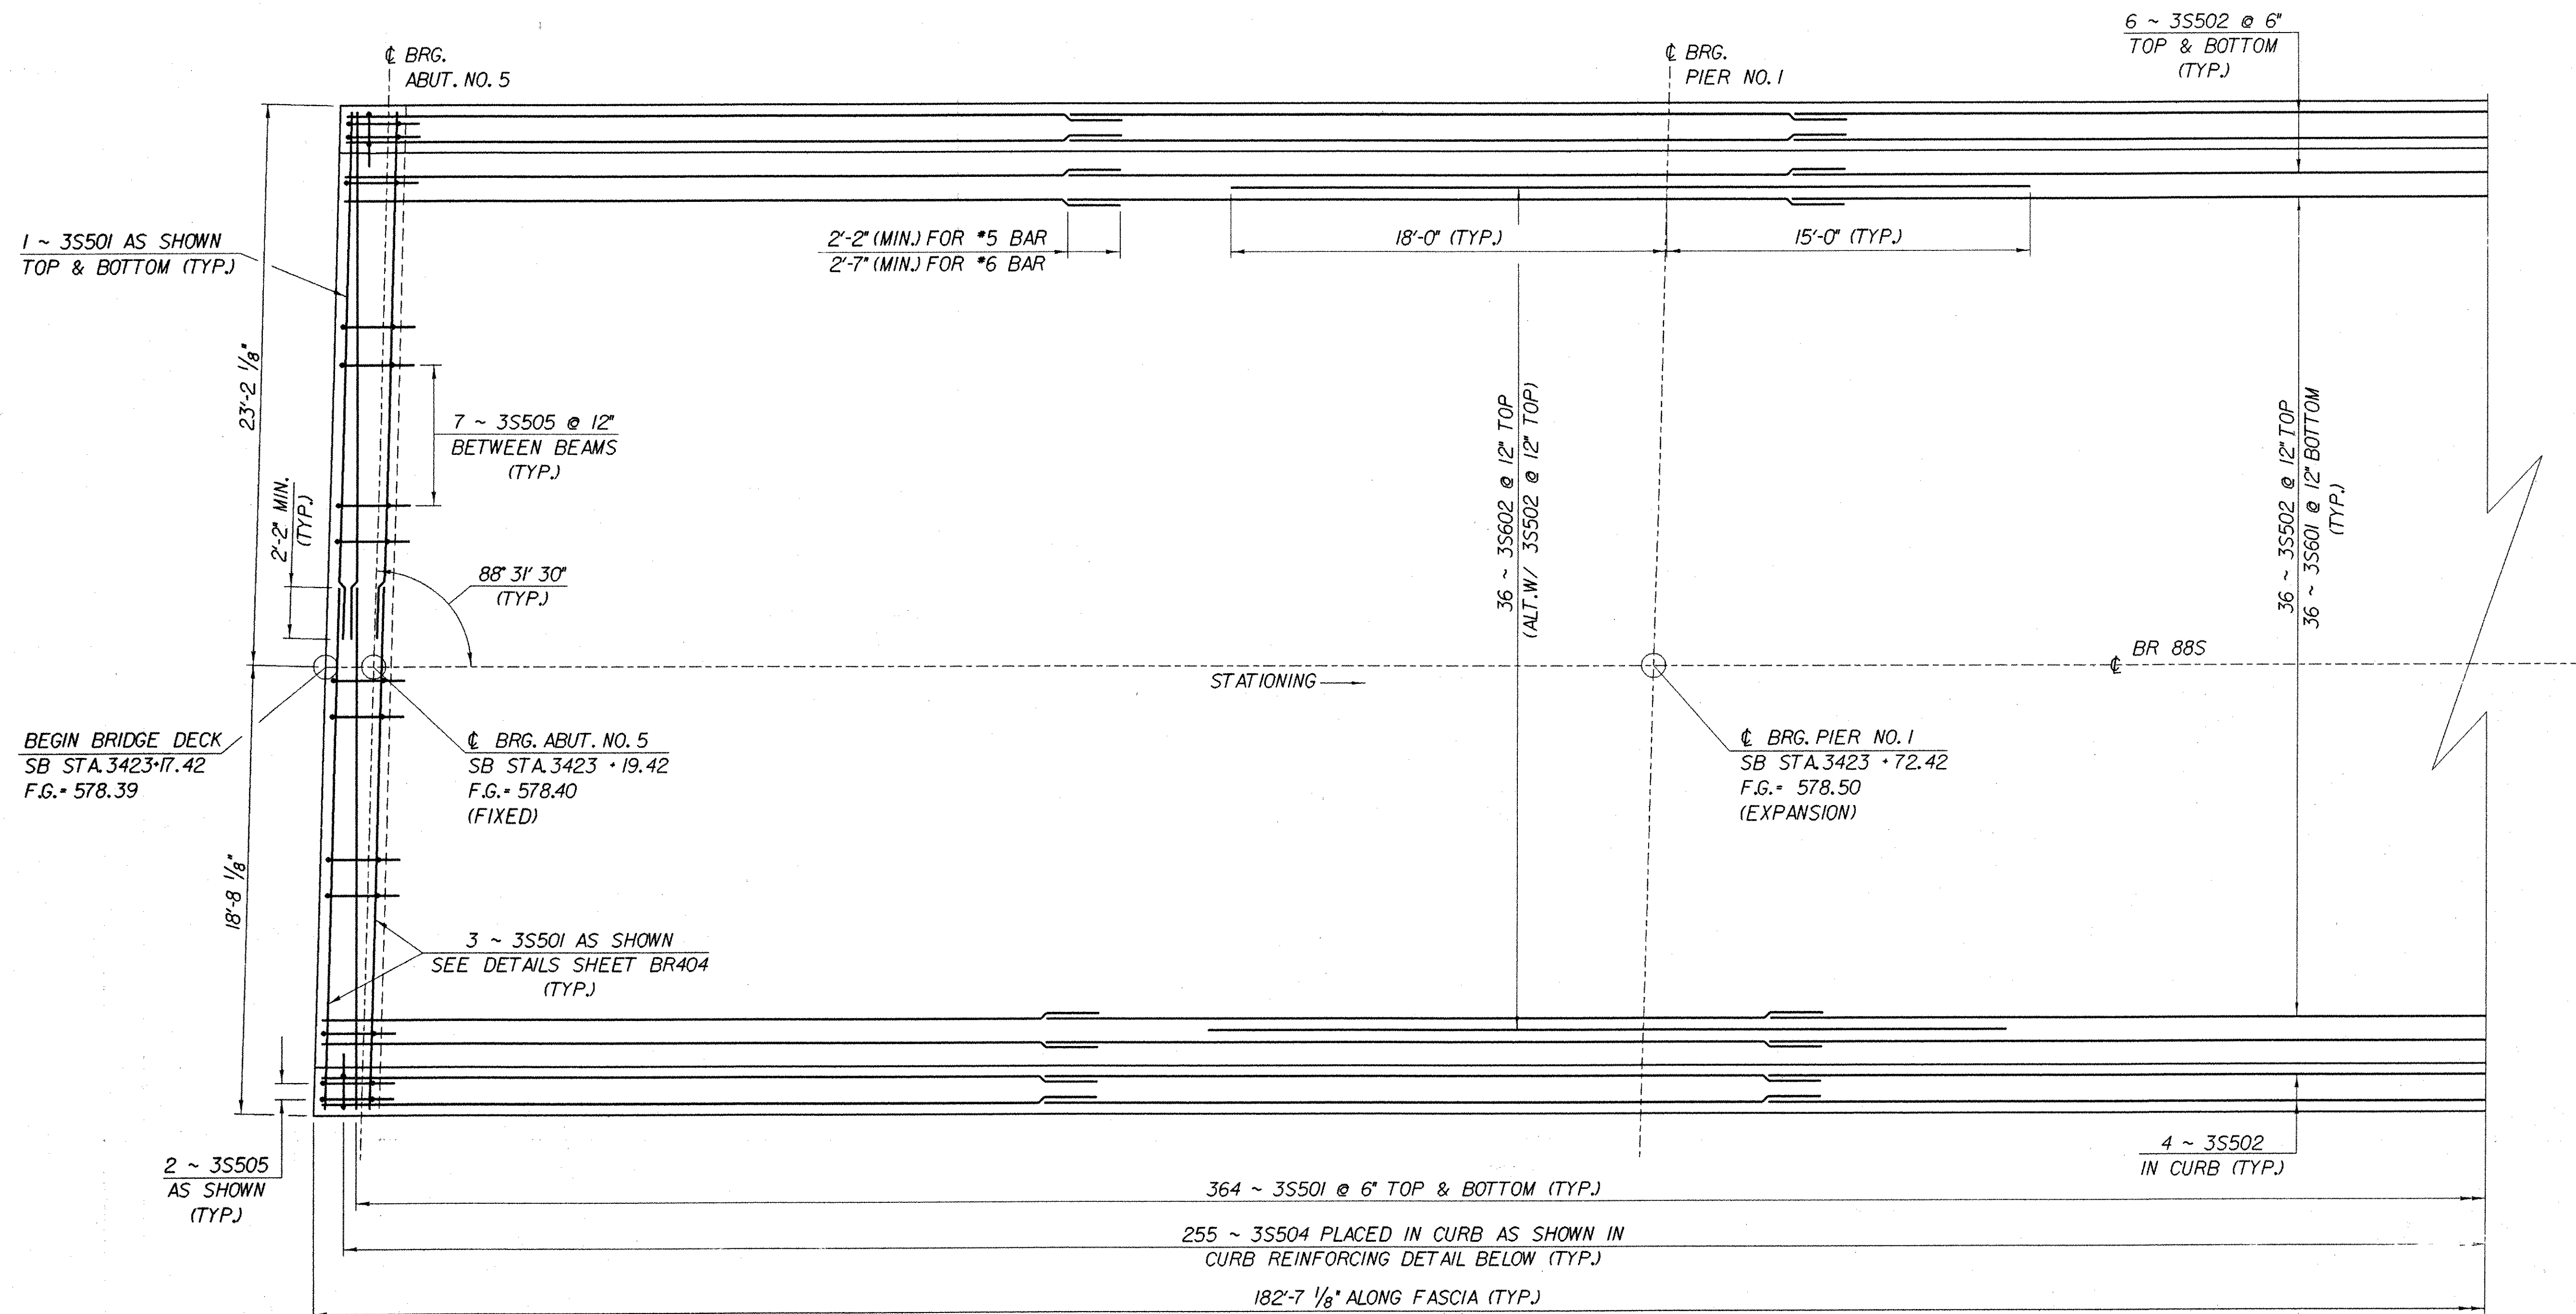 6 ~ 3S502 @ 6"
TOP & BOTTOM
(TYP.)
℄ BRG.
ABUT. NO. 5
℄ BRG.
PIER NO. 1
1 ~ 3S501 AS SHOWN
TOP & BOTTOM (TYP.)
2'-2" (MIN.) FOR #5 BAR
2'-7" (MIN.) FOR #6 BAR
18'-0" (TYP.)
15'-0" (TYP.)
23'-2 1/8"
7 ~ 3S505 @ 12"
BETWEEN BEAMS
(TYP.)
2'-2" MIN.
(TYP.)
88° 31' 30"
(TYP.)
36 ~ 3S602 @ 12" TOP
(ALT. W/ 3S502 @ 12" TOP)
36 ~ 3S502 @ 12" TOP
36 ~ 3S601 @ 12" BOTTOM
(TYP.)
℄ BR 88S
STATIONING
BEGIN BRIDGE DECK
SB STA. 3423+17.42
F.G.= 578.39
℄ BRG. ABUT. NO. 5
SB STA. 3423 +19.42
F.G.= 578.40
(FIXED)
℄ BRG. PIER NO. 1
SB STA. 3423 +72.42
F.G.= 578.50
(EXPANSION)
18'-8 1/8"
3 ~ 3S501 AS SHOWN
SEE DETAILS SHEET BR404
(TYP.)
2 ~ 3S505
AS SHOWN
(TYP.)
4 ~ 3S502
IN CURB (TYP.)
364 ~ 3S501 @ 6" TOP & BOTTOM (TYP.)
255 ~ 3S504 PLACED IN CURB AS SHOWN IN
CURB REINFORCING DETAIL BELOW (TYP.)
182'-7 1/8" ALONG FASCIA (TYP.)